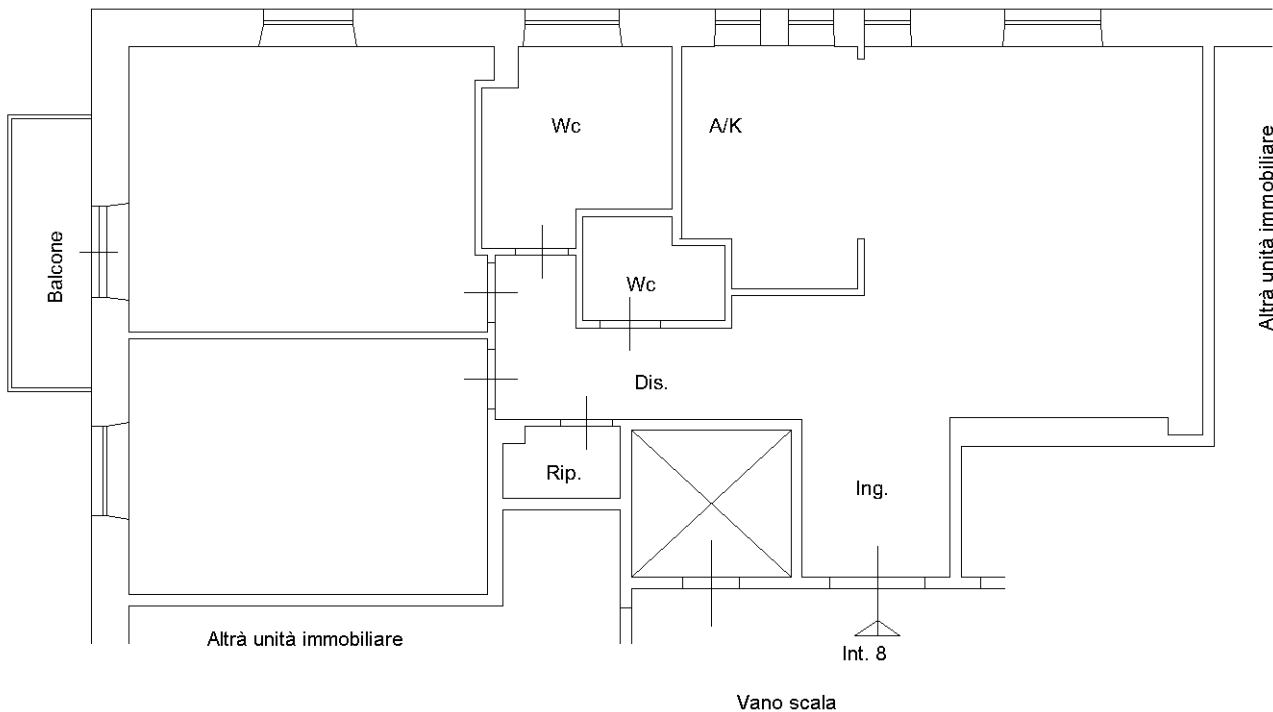 Wc
A/K
Altrà unità immobiliare
Balcone
Wc
Dis.
Rip.
Ing.
Altrà unità immobiliare
Int. 8
Vano scala